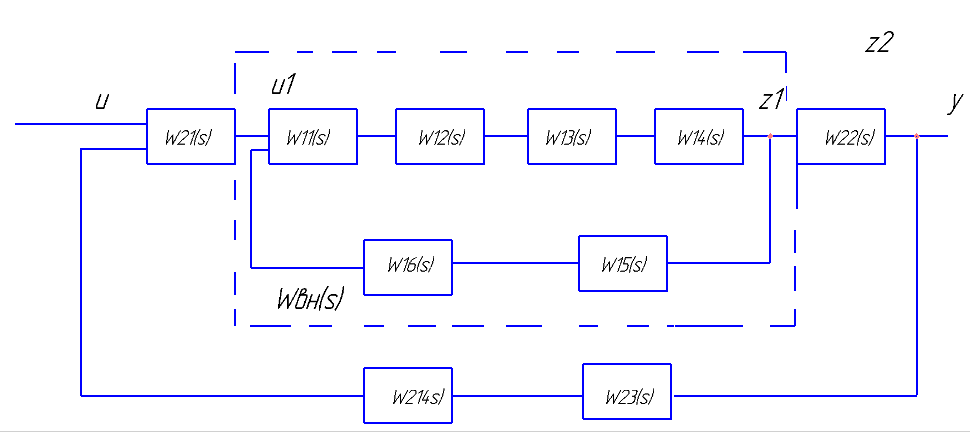 z2
u
u1
z1
y
W21(s)
W11(s)
W12(s)
W13(s)
W14(s)
W22(s)
W16(s)
W15(s)
Wвн(s)
W214s)
W23(s)